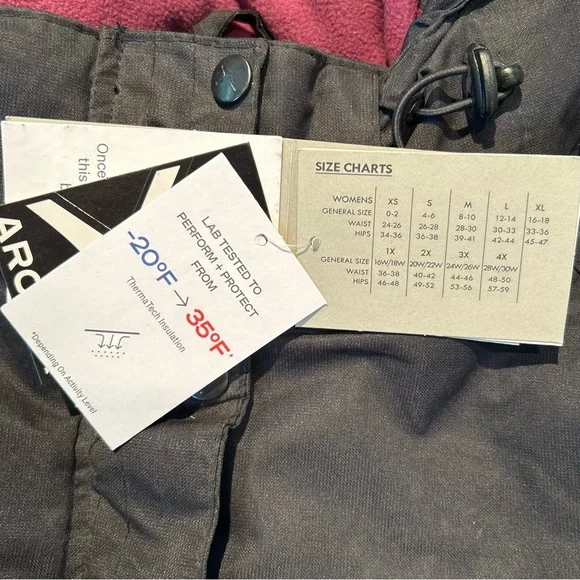 Once
this
b
ARC
LAB TESTED TO
PERFORM + PROTECT
FROM
-20°F → 35°F*
ThermaTech Insulation
*Depending On Activity Level
SIZE CHARTS
WOMENS XS S M L XL
GENERAL SIZE 0-2 4-6 8-10 12-14 16-18
WAIST 24-26 26-28 28-30 30-33 33-36
HIPS 34-36 36-38 39-41 42-44 45-47
1X 2X 3X 4X
GENERAL SIZE 16W/18W 20W/22W 24W/26W 28W/30W
WAIST 36-38 40-42 44-46 48-50
HIPS 46-48 49-52 53-56 57-59